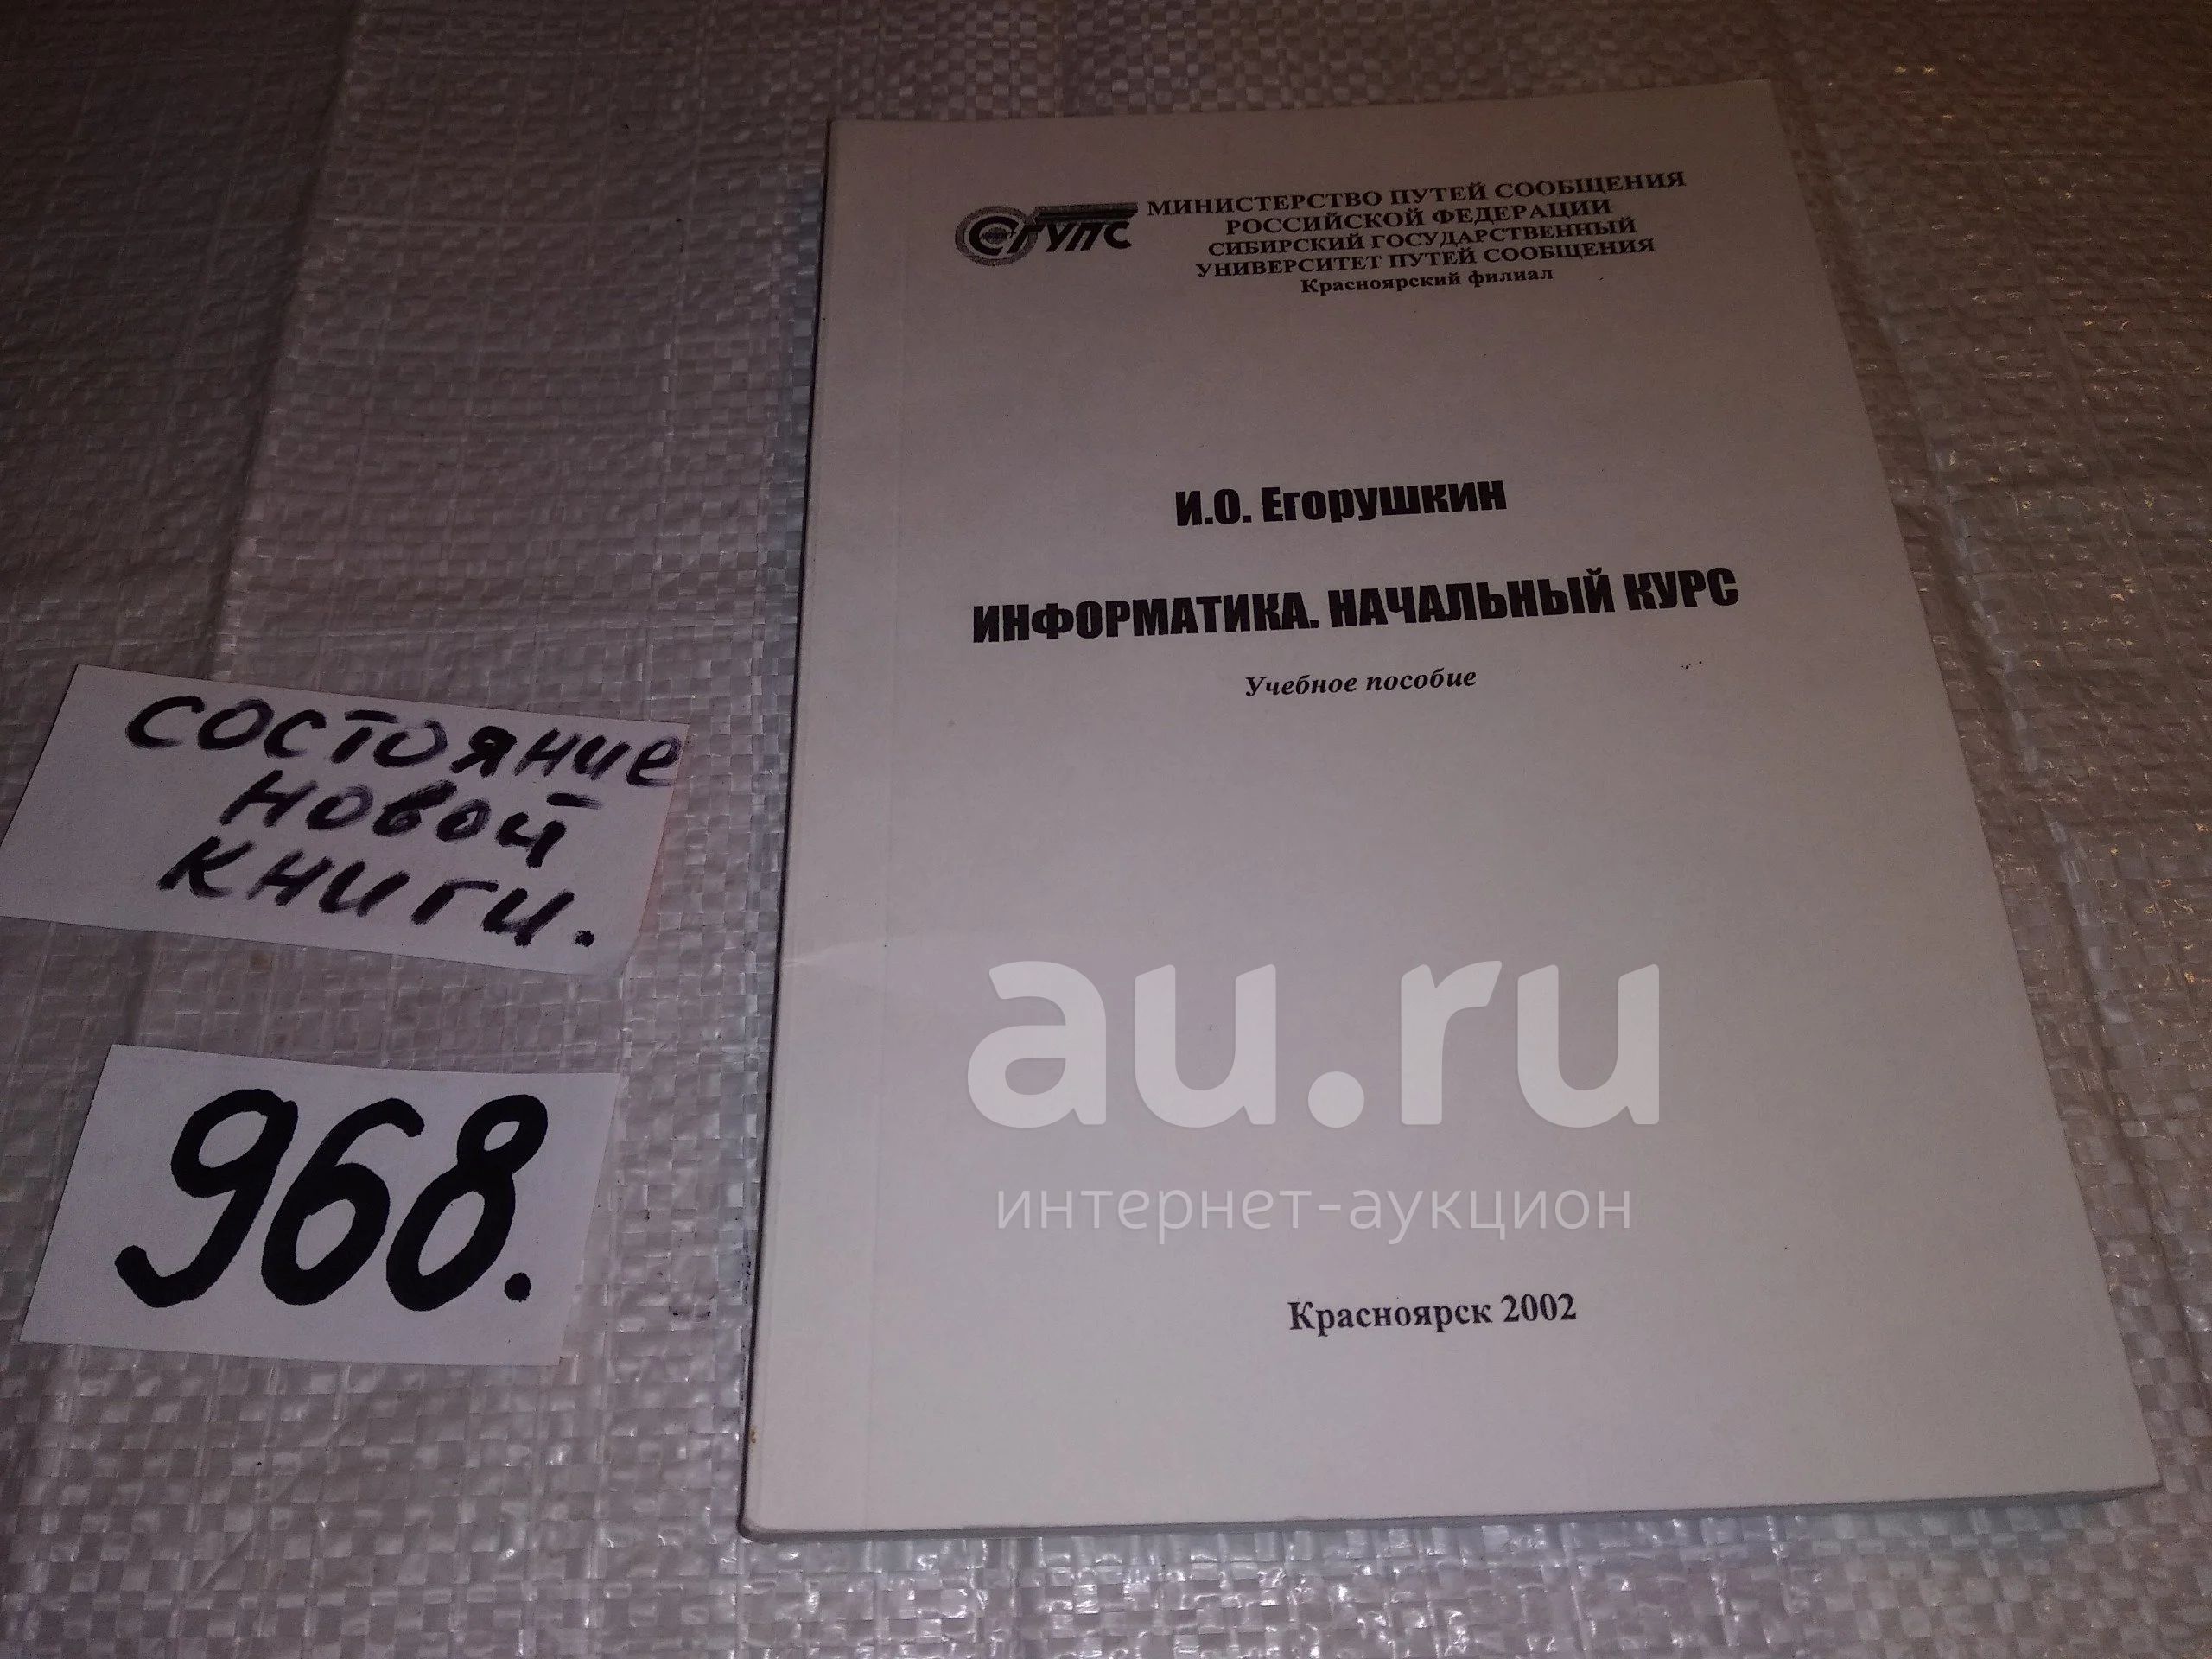 СГУПС
МИНИСТЕРСТВО ПУТЕЙ СООБЩЕНИЯ
РОССИЙСКОЙ ФЕДЕРАЦИИ
СИБИРСКИЙ ГОСУДАРСТВЕННЫЙ
УНИВЕРСИТЕТ ПУТЕЙ СООБЩЕНИЯ
Красноярский филиал
И.О. Егорушкин
ИНФОРМАТИКА. НАЧАЛЬНЫЙ КУРС
Учебное пособие
состояние
новой
книги.
968.
au.ru
интернет-аукцион
Красноярск 2002